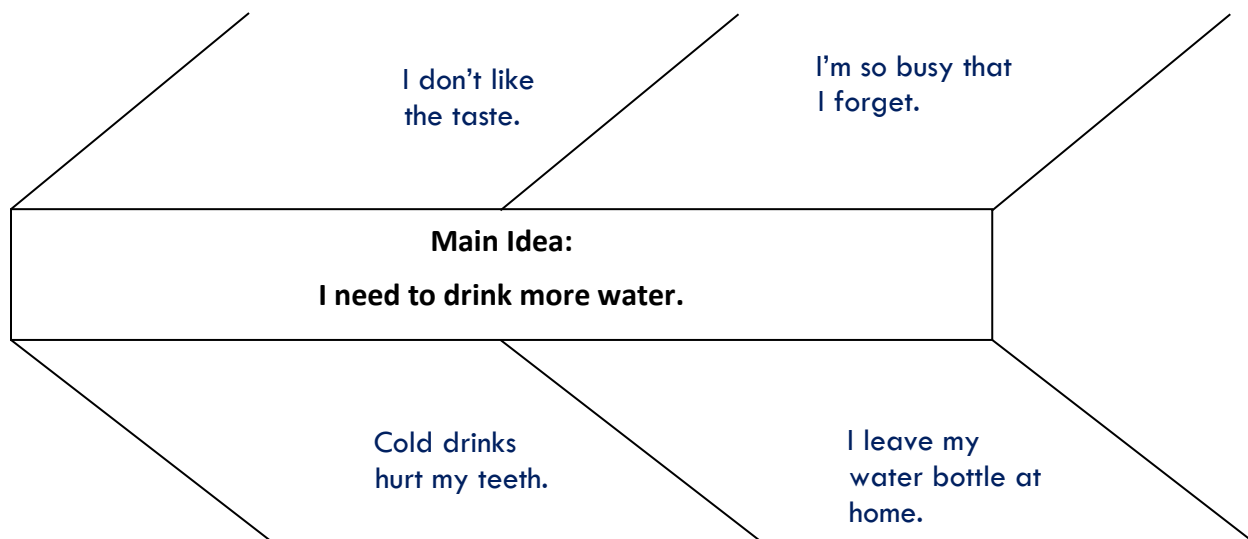 I don’t like
the taste.
I’m so busy that
I forget.
Main Idea:
I need to drink more water.
Cold drinks
hurt my teeth.
I leave my
water bottle at
home.